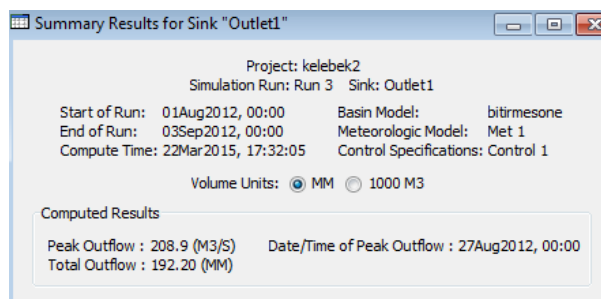 Summary Results for Sink "Outlet1"
Project: kelebek2
Simulation Run: Run 3 Sink: Outlet1
Start of Run: 01Aug2012, 00:00 Basin Model: bitirmesone
End of Run: 03Sep2012, 00:00 Meteorologic Model: Met 1
Compute Time: 22Mar2015, 17:32:05 Control Specifications: Control 1
Volume Units: MM 1000 M3
Computed Results
Peak Outflow : 208.9 (M3/S) Date/Time of Peak Outflow : 27Aug2012, 00:00
Total Outflow : 192.20 (MM)